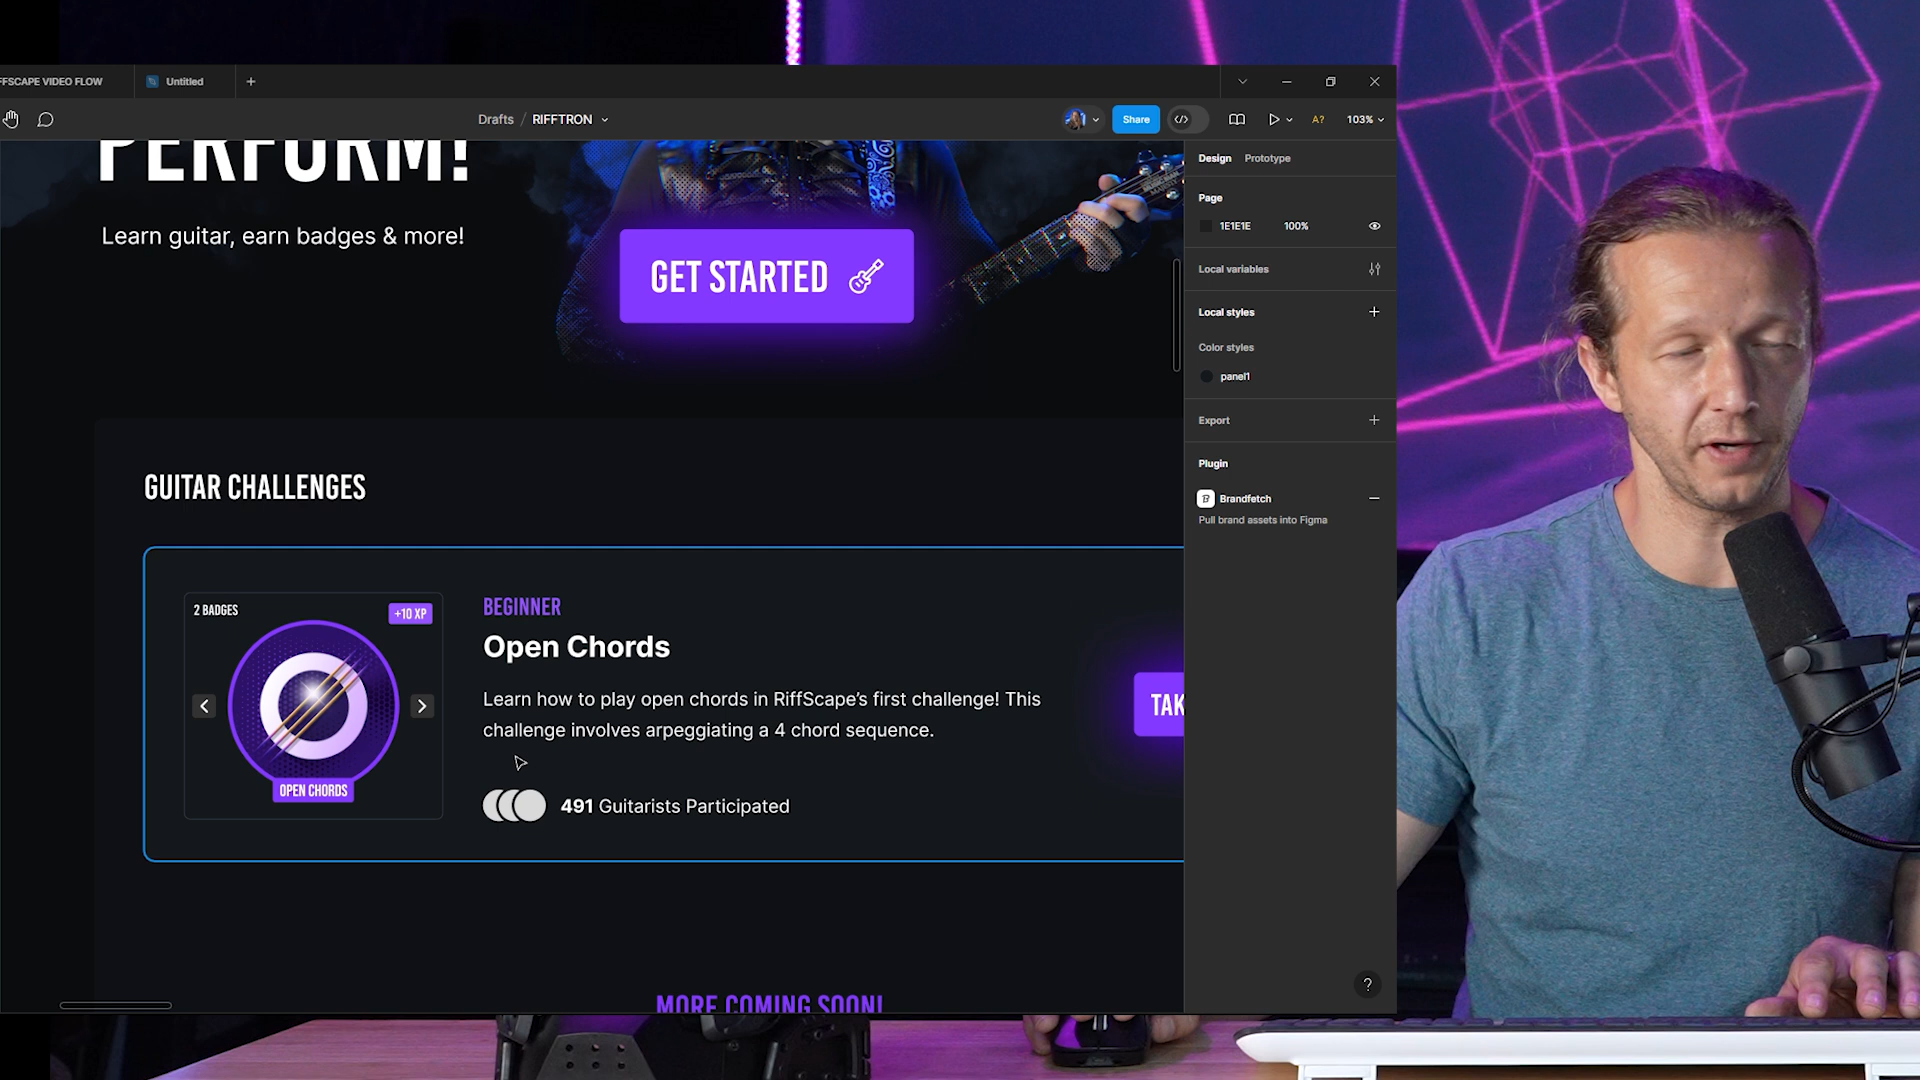 FFSCAPE VIDEO FLOW
Untitled
Drafts / RIFFTRON
Share
A?
103%
PERFORM!
Learn guitar, earn badges & more!
GET STARTED
Design
Prototype
Page
1E1E1E
100%
Local variables
Local styles
Color styles
panel1
Export
Plugin
Brandfetch
Pull brand assets into Figma
GUITAR CHALLENGES
2 BADGES
+10 XP
OPEN CHORDS
BEGINNER
Open Chords
Learn how to play open chords in RiffScape’s first challenge! This
challenge involves arpeggiating a 4 chord sequence.
491 Guitarists Participated
TAK
MORE COMING SOON!
?